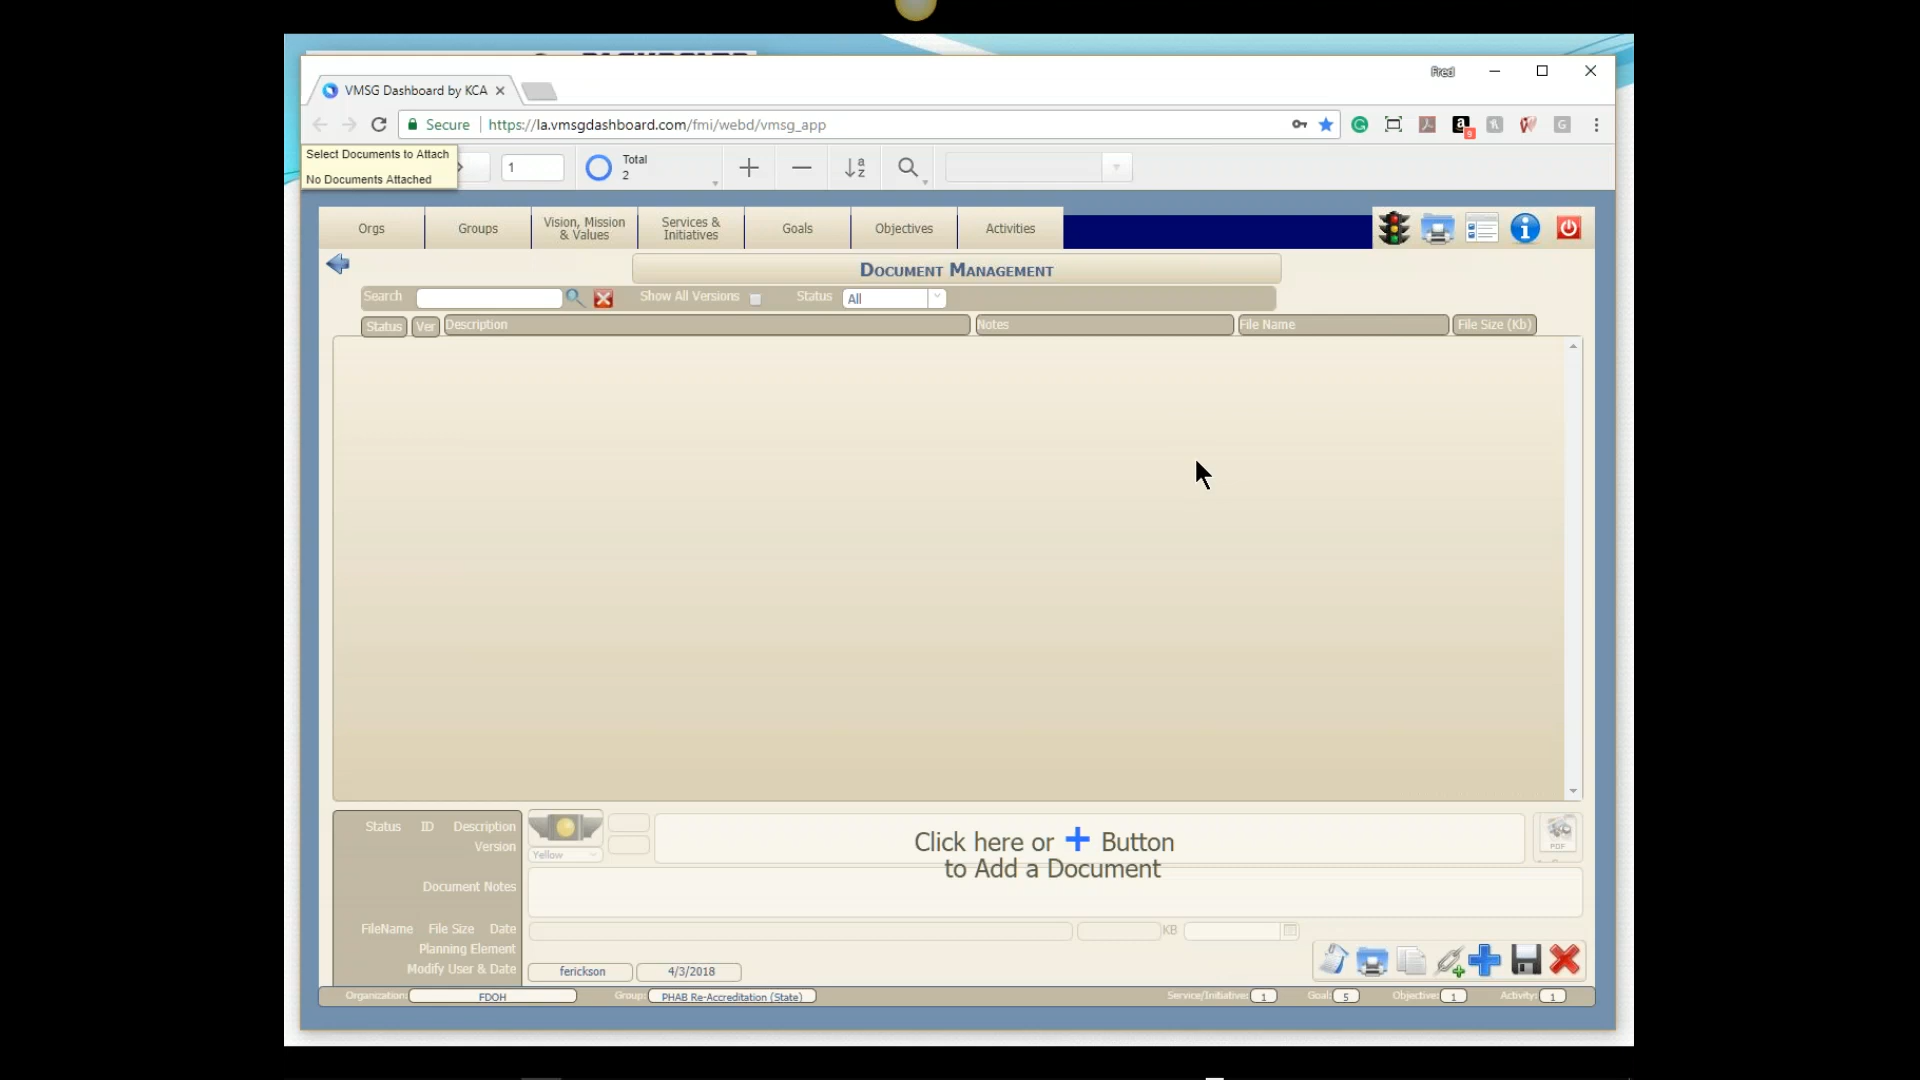 Fred
VMSG Dashboard by KCA
Secure
https://la.vmsgdashboard.com/fmi/webd/vmsg_app
Select Documents to Attach
No Documents Attached
1
Total
2
Orgs
Groups
Vision, Mission
& Values
Services &
Initiatives
Goals
Objectives
Activities
Document Management
Search
Show All Versions
Status
All
Status
Ver
Description
Notes
File Name
File Size (Kb)
Status ID Description
Version
Yellow
Click here or + Button
to Add a Document
PDF
Document Notes
FileName File Size Date
KB
Planning Element
Modify User & Date
ferickson
4/3/2018
Organization: FDOH
Group: PHAB Re-Accreditation (State)
Service/Initiative: 1
Goal: 5
Objective: 1
Activity: 1